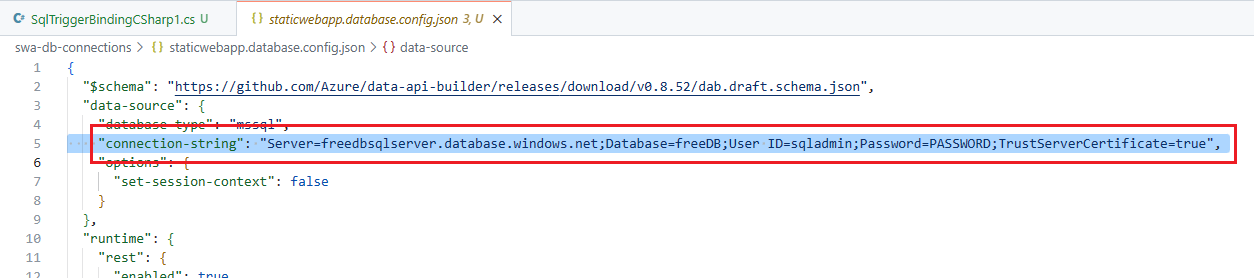 SqlTriggerBindingCSharp1.cs U
{} staticwebapp.database.config.json 3, U ×
swa-db-connections > {} staticwebapp.database.config.json > {} data-source
1 {
2 "$schema": "https://github.com/Azure/data-api-builder/releases/download/v0.8.52/dab.draft.schema.json",
3 "data-source": {
4 "database-type": "mssql",
5 "connection-string": "Server=freedbsqlserver.database.windows.net;Database=freeDB;User ID=sqladmin;Password=PASSWORD;TrustServerCertificate=true",
6 "options": {
7 "set-session-context": false
8 }
9 },
10 "runtime": {
11 "rest": {
12 "enabled": true,